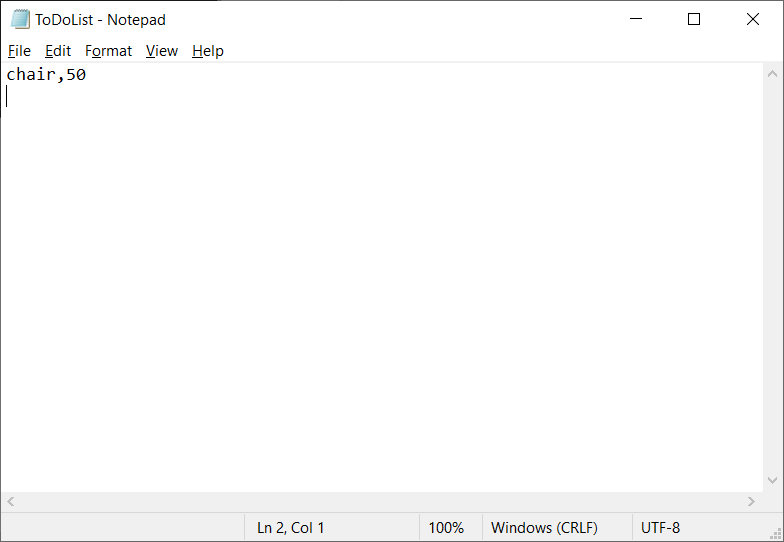 ToDoList - Notepad
File Edit Format View Help
chair,50
Ln 2, Col 1 100% Windows (CRLF) UTF-8